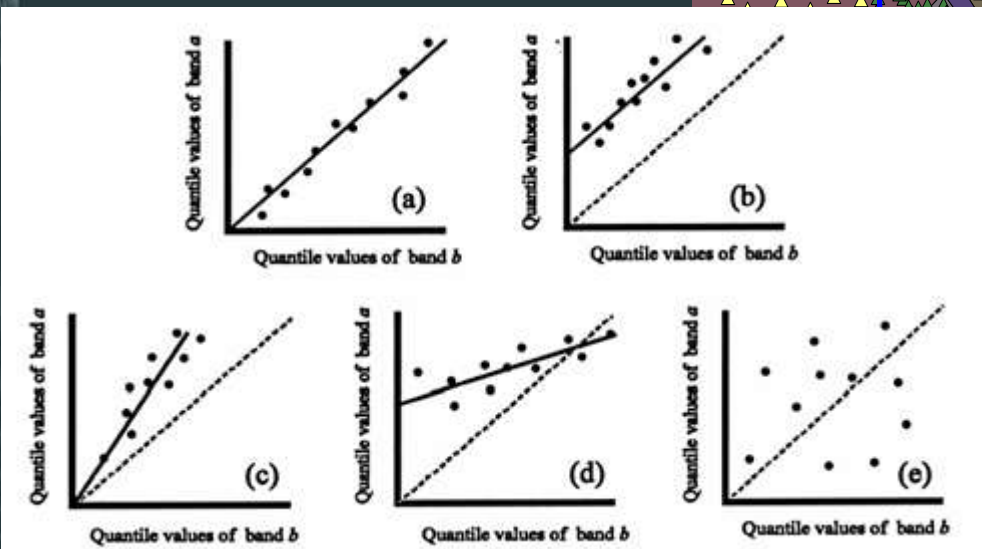 Quantile values of band a
(a)
Quantile values of band b
Quantile values of band a
(b)
Quantile values of band b
Quantile values of band a
(c)
Quantile values of band b
Quantile values of band a
(d)
Quantile values of band b
Quantile values of band a
(e)
Quantile values of band b